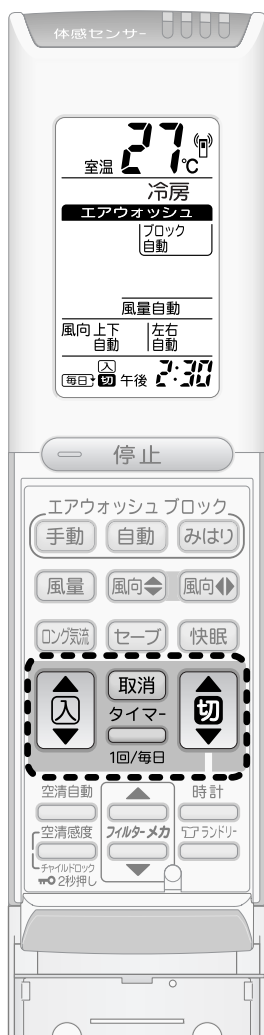 体感センサー
室温 27℃
冷房
エアウォッシュ
ブロック
自動
風量自動
風向 上下 左右
自動 自動
毎日 入 切 午後 2:30
停止
エアウォッシュ ブロック
手動 自動 みはり
風量 風向 風向
ロング気流 セーブ 快眠
入 取消 切
タイマー
1回/毎日
空清自動 時計
空清感度 フィルターメカ エアランドリー
チャイルドロック
2秒押し